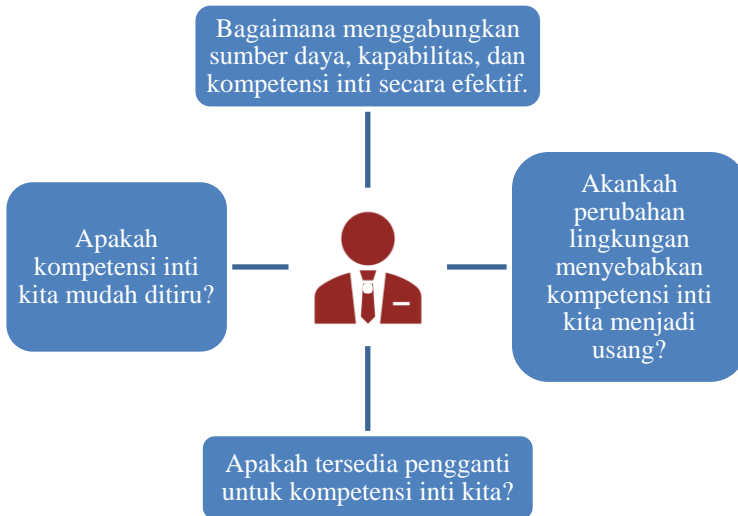 Bagaimana menggabungkan
sumber daya, kapabilitas, dan
kompetensi inti secara efektif.
Apakah
kompetensi inti
kita mudah ditiru?
Akankah
perubahan
lingkungan
menyebabkan
kompetensi inti
kita menjadi
usang?
Apakah tersedia pengganti
untuk kompetensi inti kita?